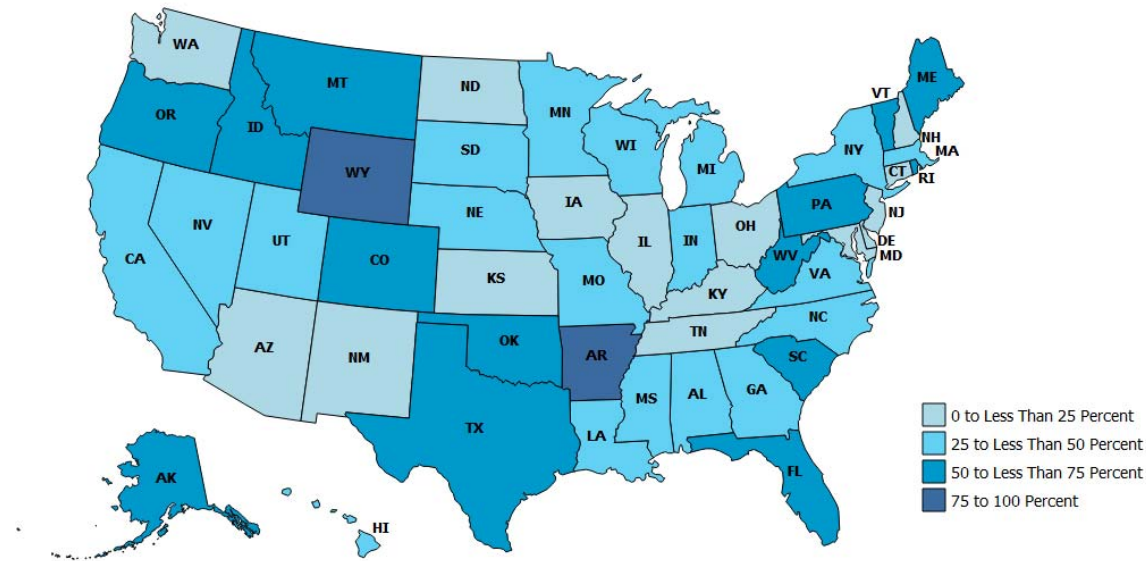 WA
MT
ND
MN
ME
VT
OR
ID
WY
SD
WI
MI
NY
NH
MA
CT
RI
NV
UT
CO
NE
IA
IL
IN
OH
PA
NJ
DE
MD
CA
KS
MO
KY
WV
VA
AZ
NM
OK
AR
TN
NC
SC
TX
LA
MS
AL
GA
FL
AK
HI
0 to Less Than 25 Percent
25 to Less Than 50 Percent
50 to Less Than 75 Percent
75 to 100 Percent